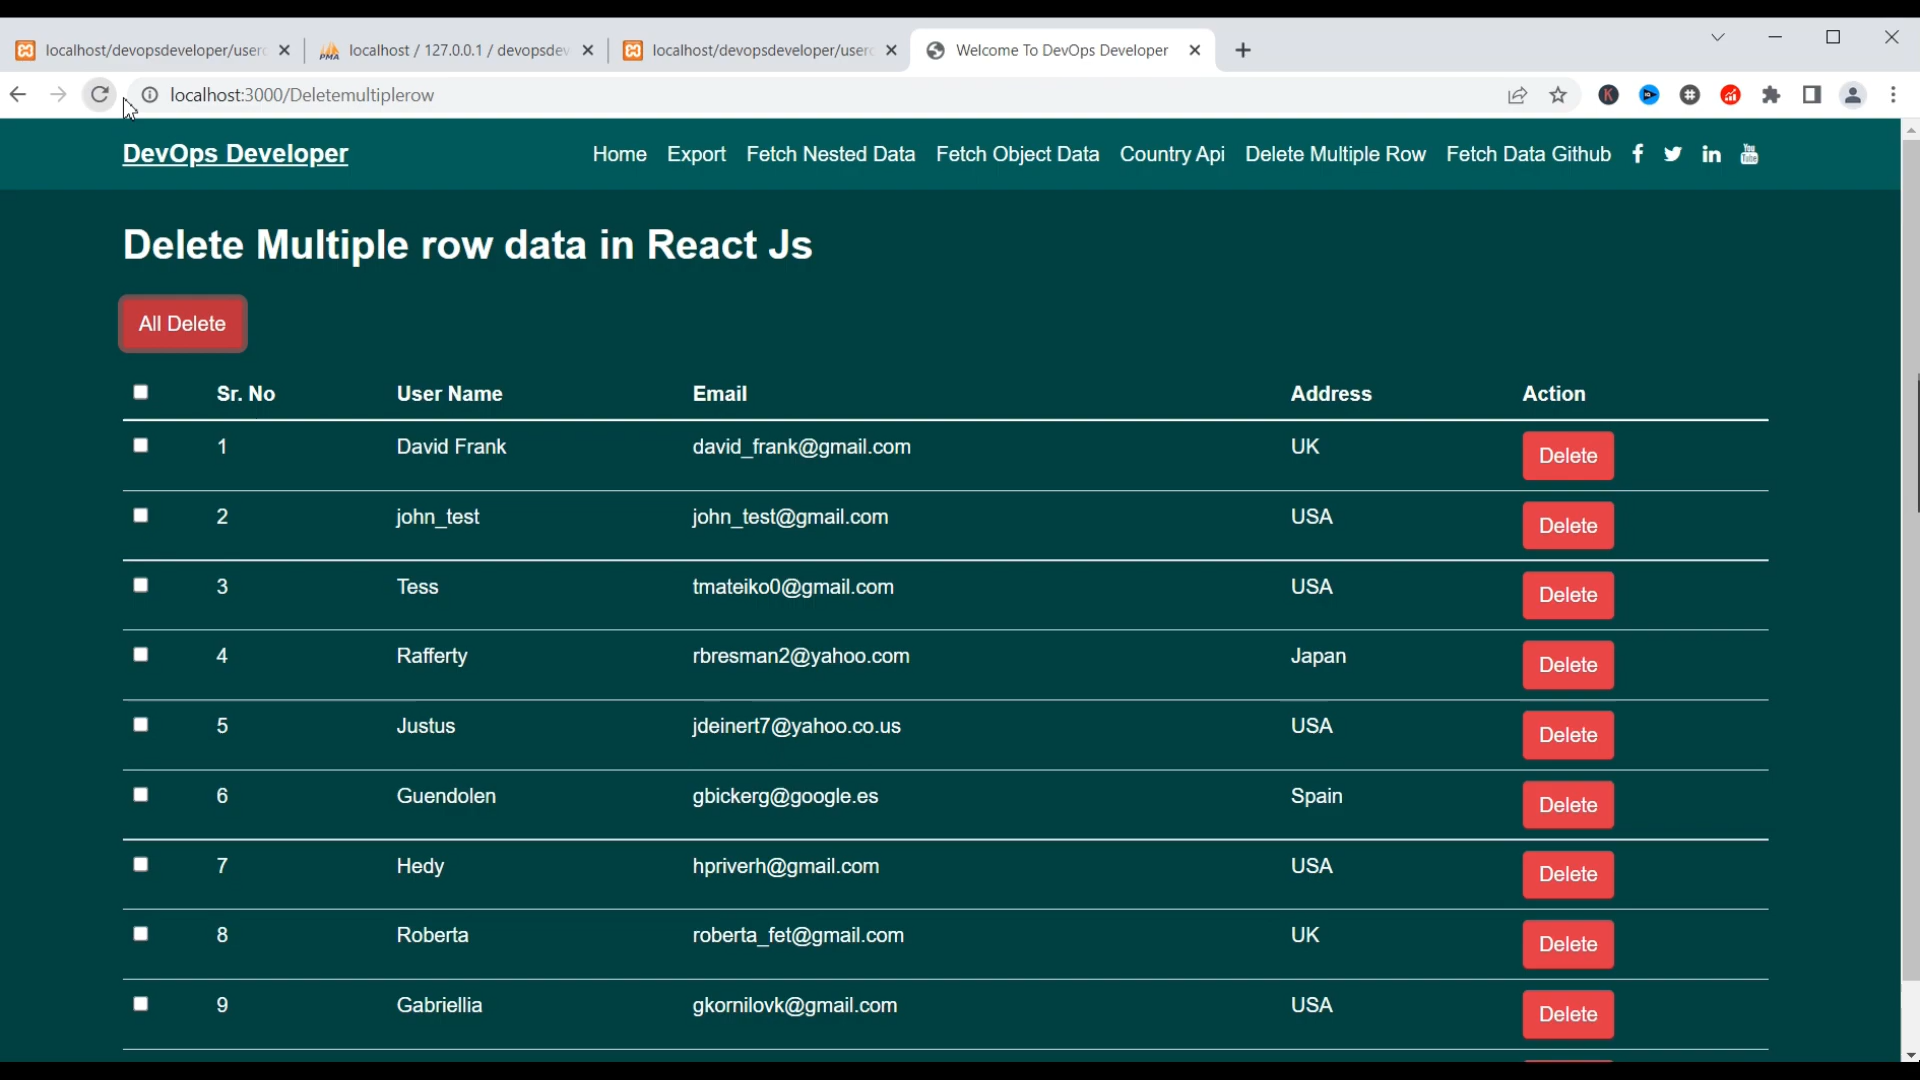 localhost/devopsdeveloper/user
localhost / 127.0.0.1 / devopsdev
localhost/devopsdeveloper/user
Welcome To DevOps Developer
localhost:3000/Deletemultiplerow
DevOps Developer
Home Export Fetch Nested Data Fetch Object Data Country Api Delete Multiple Row Fetch Data Github
Delete Multiple row data in React Js
All Delete
Sr. No User Name Email Address Action
1 David Frank david_frank@gmail.com UK Delete
2 john_test john_test@gmail.com USA Delete
3 Tess tmateiko0@gmail.com USA Delete
4 Rafferty rbresman2@yahoo.com Japan Delete
5 Justus jdeinert7@yahoo.co.us USA Delete
6 Guendolen gbickerg@google.es Spain Delete
7 Hedy hpriverh@gmail.com USA Delete
8 Roberta roberta_fet@gmail.com UK Delete
9 Gabriellia gkornilovk@gmail.com USA Delete